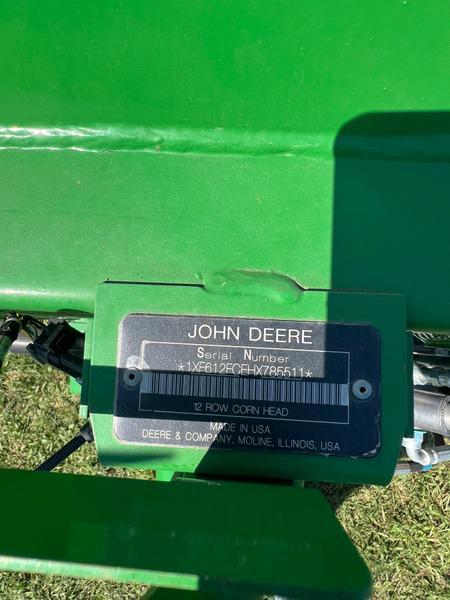 JOHN DEERE
Serial Number
*1XF612FCEHX785511*
12 ROW CORN HEAD
MADE IN USA
DEERE & COMPANY, MOLINE, ILLINOIS, USA